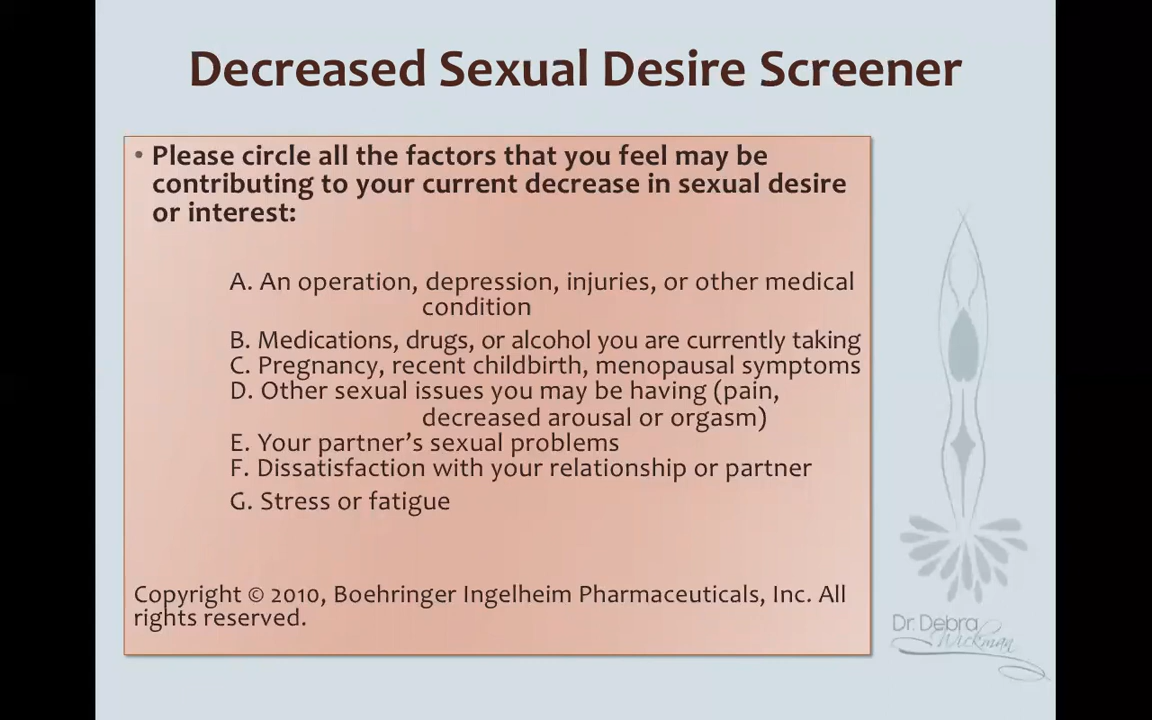 Decreased Sexual Desire Screener
• Please circle all the factors that you feel may be
contributing to your current decrease in sexual desire
or interest:
A. An operation, depression, injuries, or other medical
condition
B. Medications, drugs, or alcohol you are currently taking
C. Pregnancy, recent childbirth, menopausal symptoms
D. Other sexual issues you may be having (pain,
decreased arousal or orgasm)
E. Your partner’s sexual problems
F. Dissatisfaction with your relationship or partner
G. Stress or fatigue
Copyright © 2010, Boehringer Ingelheim Pharmaceuticals, Inc. All
rights reserved.
Dr. Debra
Wickman